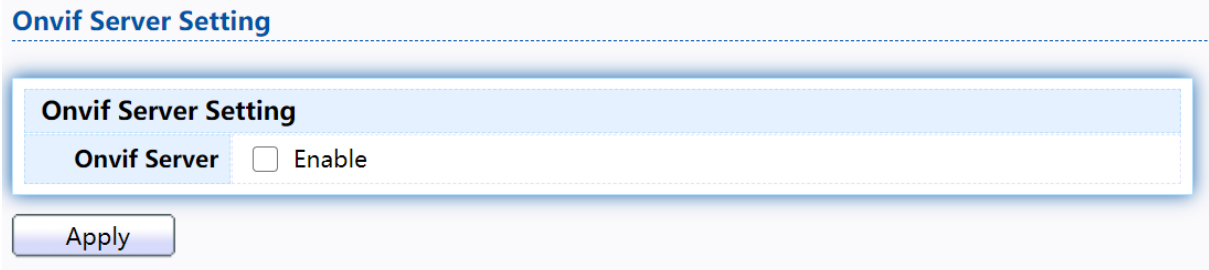 Onvif Server Setting
Onvif Server Setting
Onvif Server Enable
Apply